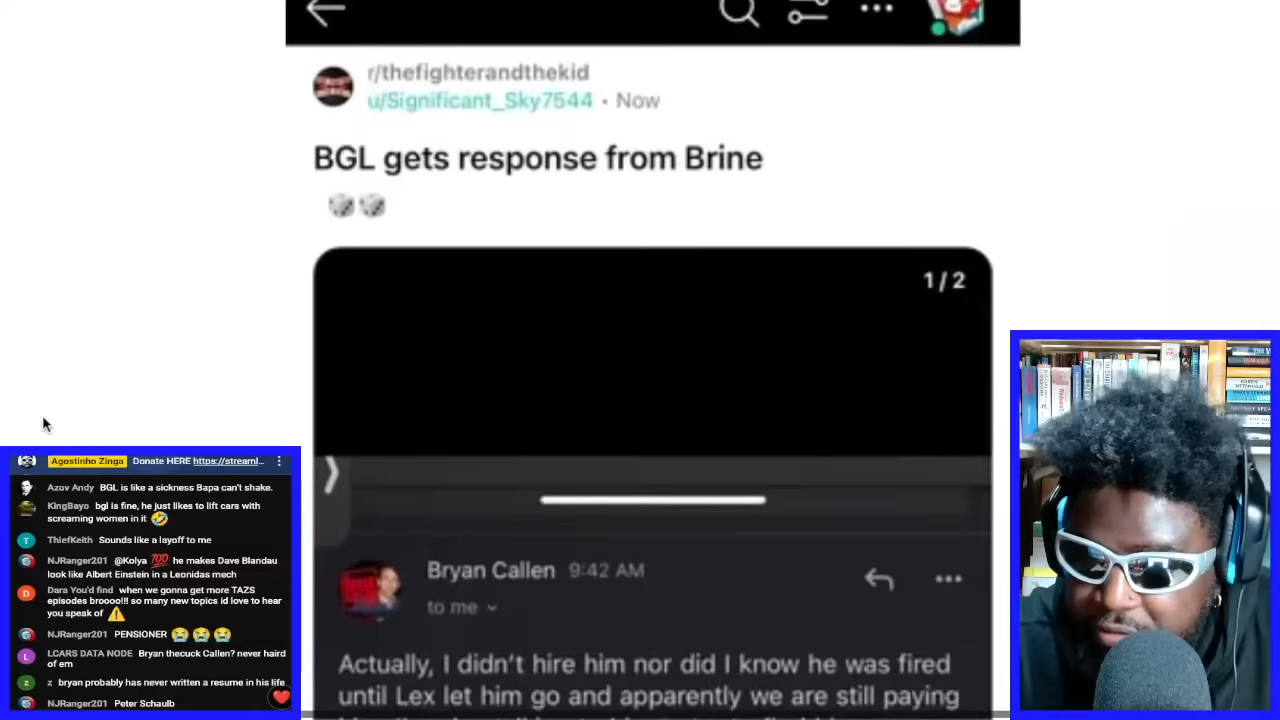 r/thefighterandthekid
u/Significant_Sky7544 • Now
BGL gets response from Brine
1/2
Bryan Callen 9:42 AM
to me
Actually, I didn't hire him nor did I know he was fired
until Lex let him go and apparently we are still paying
Agostinho Zinga Donate HERE https://streaml...
Azov Andy BGL is like a sickness Bapa can't shake.
KingBayo bgl is fine, he just likes to lift cars with
screaming women in it 🤣
ThiefKeith Sounds like a layoff to me
NJRanger201 @Kolya 💯 he makes Dave Blandau
look like Albert Einstein in a Leonidas mech
Dara You'd find when we gonna get more TAZS
episodes broooo!!! so many new topics id love to hear
you speak of ⚠️
NJRanger201 PENSIONER 😭😭😭
LCARS DATA NODE Bryan thecuck Callen? never haird
of em
z bryan probably has never written a resume in his life
NJRanger201 Peter Schaulb